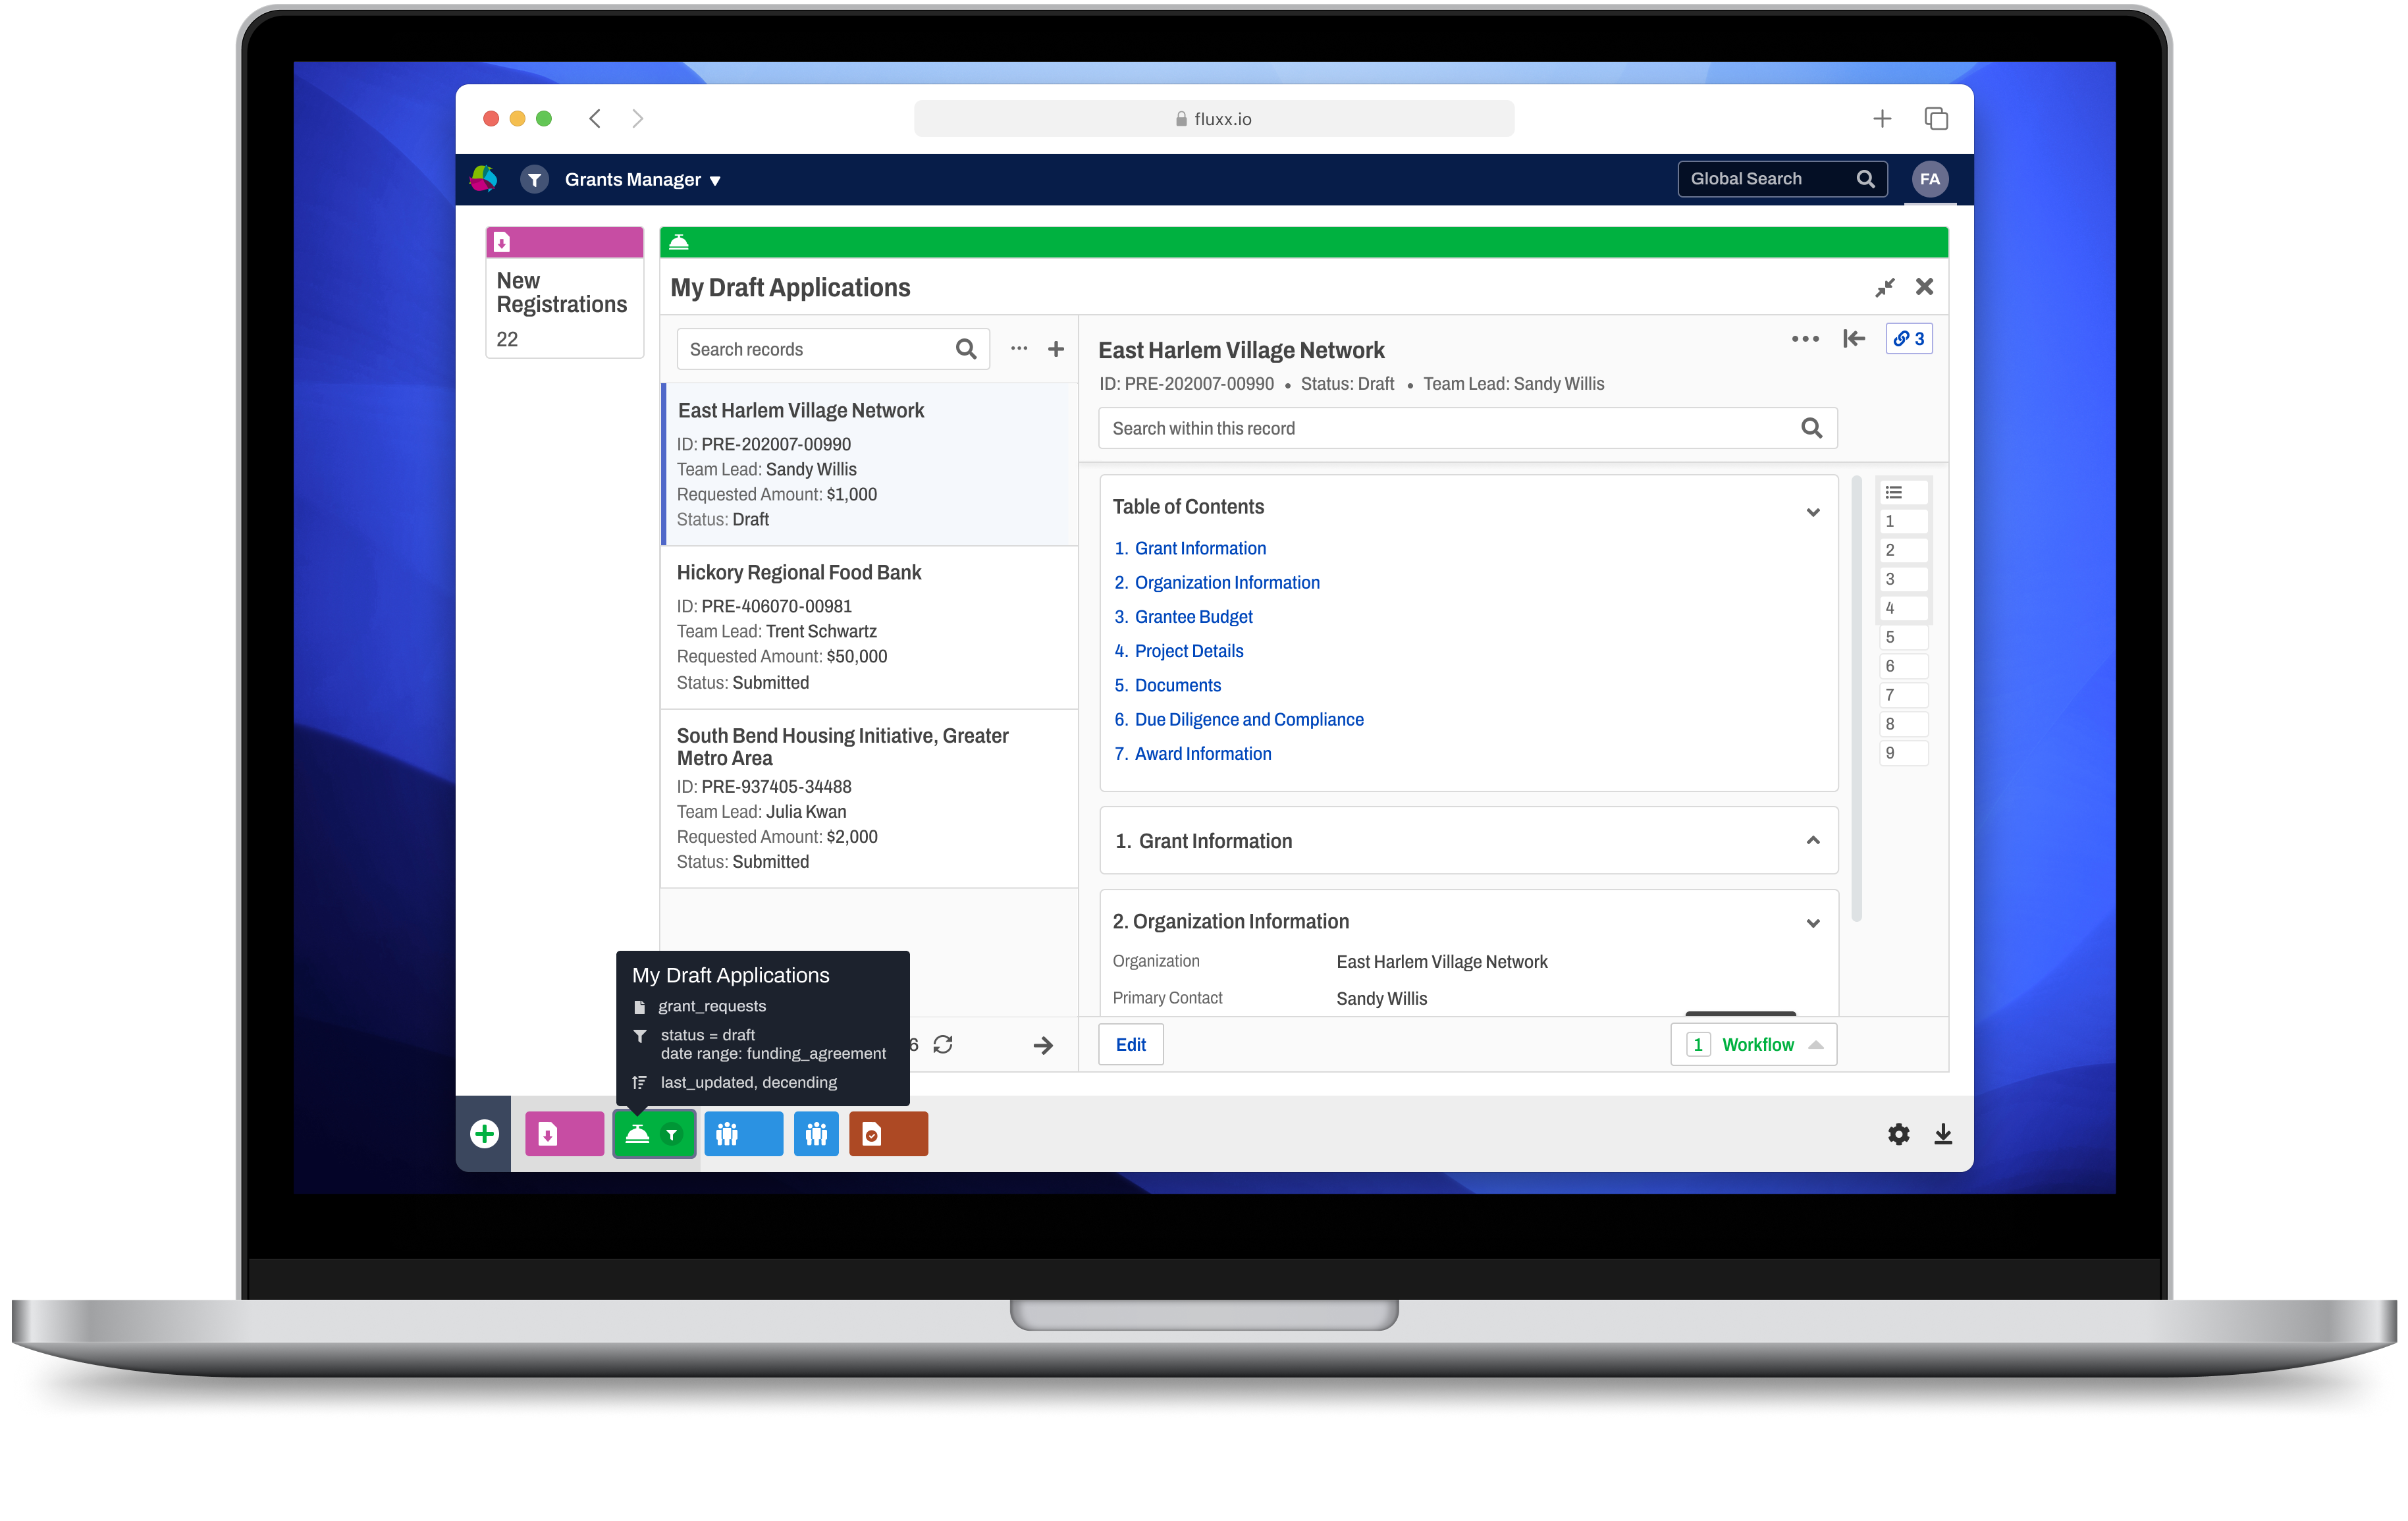 fluxx.io
Grants Manager
Global Search
FA
New
Registrations
22
My Draft Applications
Search records
East Harlem Village Network
ID: PRE-202007-00990
Team Lead: Sandy Willis
Requested Amount: $1,000
Status: Draft
Hickory Regional Food Bank
ID: PRE-406070-00981
Team Lead: Trent Schwartz
Requested Amount: $50,000
Status: Submitted
South Bend Housing Initiative, Greater
Metro Area
ID: PRE-937405-34488
Team Lead: Julia Kwan
Requested Amount: $2,000
Status: Submitted
6
East Harlem Village Network
3
ID: PRE-202007-00990 • Status: Draft • Team Lead: Sandy Willis
Search within this record
Table of Contents
1. Grant Information
2. Organization Information
3. Grantee Budget
4. Project Details
5. Documents
6. Due Diligence and Compliance
7. Award Information
1
2
3
4
5
6
7
8
9
1. Grant Information
2. Organization Information
Organization East Harlem Village Network
Primary Contact Sandy Willis
Edit
1 Workflow
My Draft Applications
grant_requests
status = draft
date range: funding_agreement
last_updated, decending